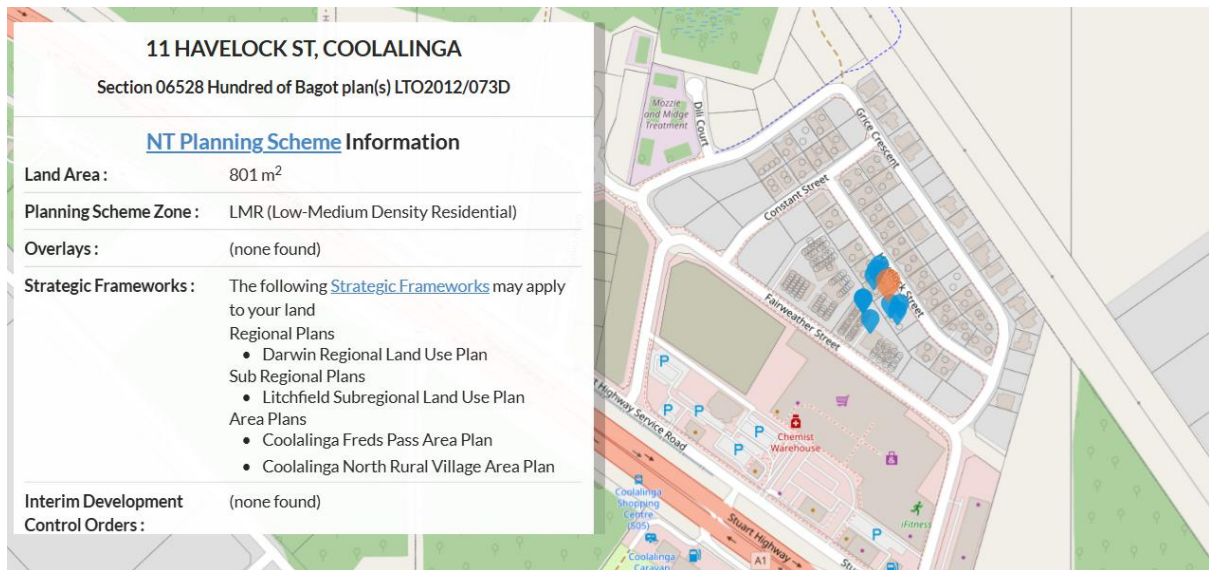 11 HAVELOCK ST, COOLALINGA
Section 06528 Hundred of Bagot plan(s) LTO2012/073D
NT Planning Scheme Information
Land Area : 801 m²
Planning Scheme Zone : LMR (Low-Medium Density Residential)
Overlays : (none found)
Strategic Frameworks : The following Strategic Frameworks may apply
to your land
Regional Plans
• Darwin Regional Land Use Plan
Sub Regional Plans
• Litchfield Subregional Land Use Plan
Area Plans
• Coolalinga Freds Pass Area Plan
• Coolalinga North Rural Village Area Plan
Interim Development (none found)
Control Orders :
Mozzie
and Midge
Treatment
Dili Court
Grice Crescent
Constant Street
Fairweather Street
Street
P
P
P
P
P
Highway Service Road
Chemist
Warehouse
iFitness
P
Coolalinga
Shopping
Centre
(505)
Stuart Highway
A1
Coolalinga
Caravan